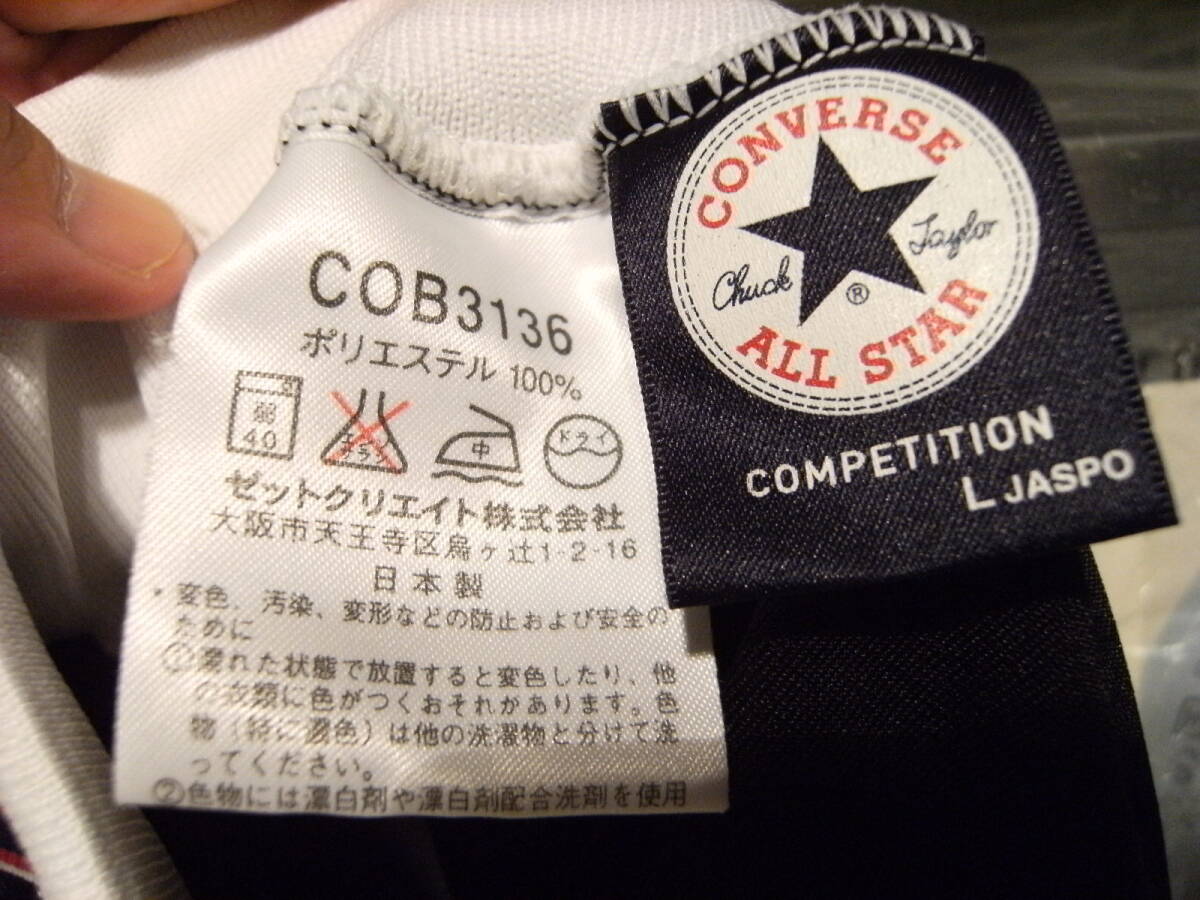 COB3136
ポリエステル 100%
弱
40
エンソ
サラシ
中
ドライ
ゼットクリエイト株式会社
大阪市天王寺区烏ヶ辻1-2-16
日本製
・変色、汚染、変形などの防止および安全の
ために
①濡れた状態で放置すると変色したり、他
の衣類に色がつくおそれがあります。色
物(特に濃色)は他の洗濯物と分けて洗
ってください。
②色物には漂白剤や漂白剤配合洗剤を使用
CONVERSE
Chuck Taylor
®
ALL STAR
COMPETITION
L JASPO